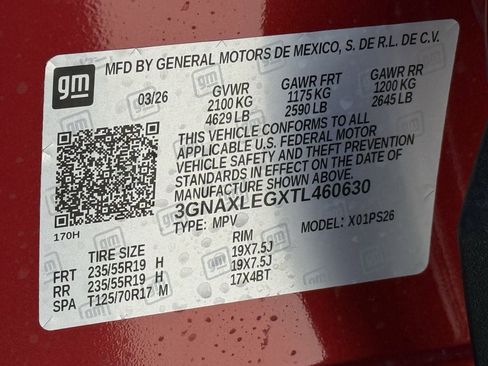 MFD BY GENERAL MOTORS DE MEXICO, S. DE R.L. DE C.V.
gm
03/26
GVWR GAWR FRT GAWR RR
2100 KG 1175 KG 1200 KG
4629 LB 2590 LB 2645 LB
THIS VEHICLE CONFORMS TO ALL
APPLICABLE U.S. FEDERAL MOTOR
VEHICLE SAFETY AND THEFT PREVENTION
STANDARDS IN EFFECT ON THE DATE OF
MANUFACTURE SHOWN ABOVE.
3GNAXLEGXTL460630
170H
TYPE: MPV MODEL: X01PS26
TIRE SIZE RIM
FRT 235/55R19 H 19X7.5J
RR 235/55R19 H 19X7.5J
SPA T125/70R17 M 17X4BT